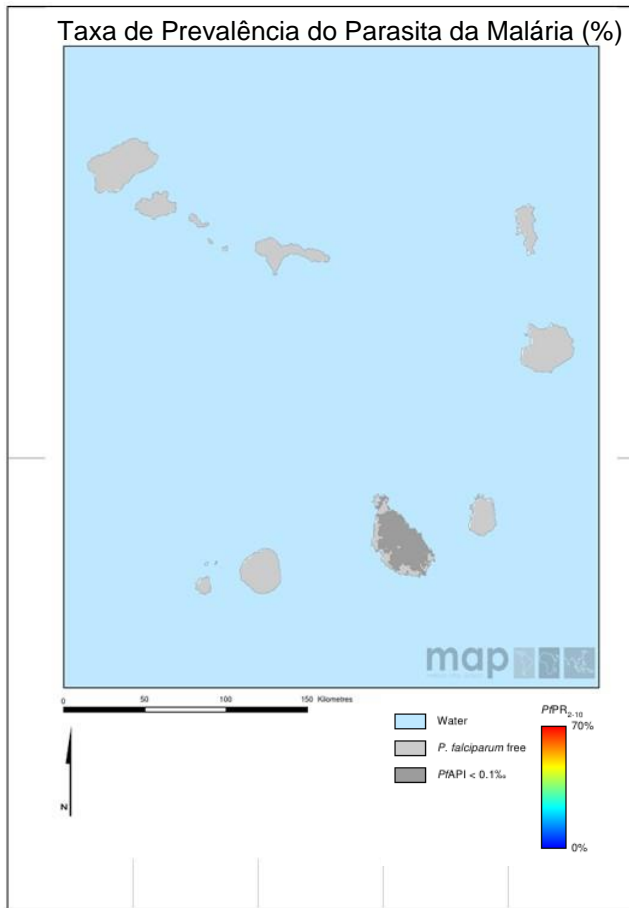 Taxa de Prevalência do Parasita da Malária (%)
map
0 50 100 150 Kilometres
N
Water
P. falciparum free
PfAPI < 0.1‰
PfPR2-10
70%
0%